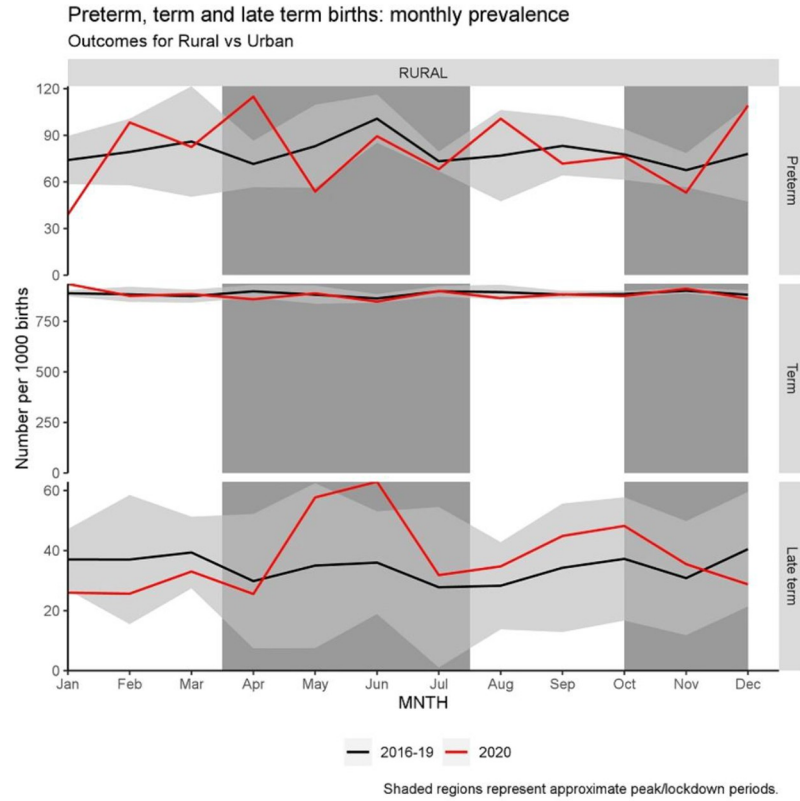 Preterm, term and late term births: monthly prevalence
Outcomes for Rural vs Urban
RURAL
120
90
60
30
0
Preterm
Number per 1000 births
750
500
250
0
Term
60
40
20
0
Late term
Jan Feb Mar Apr May Jun Jul Aug Sep Oct Nov Dec
MNTH
2016-19 2020
Shaded regions represent approximate peak/lockdown periods.